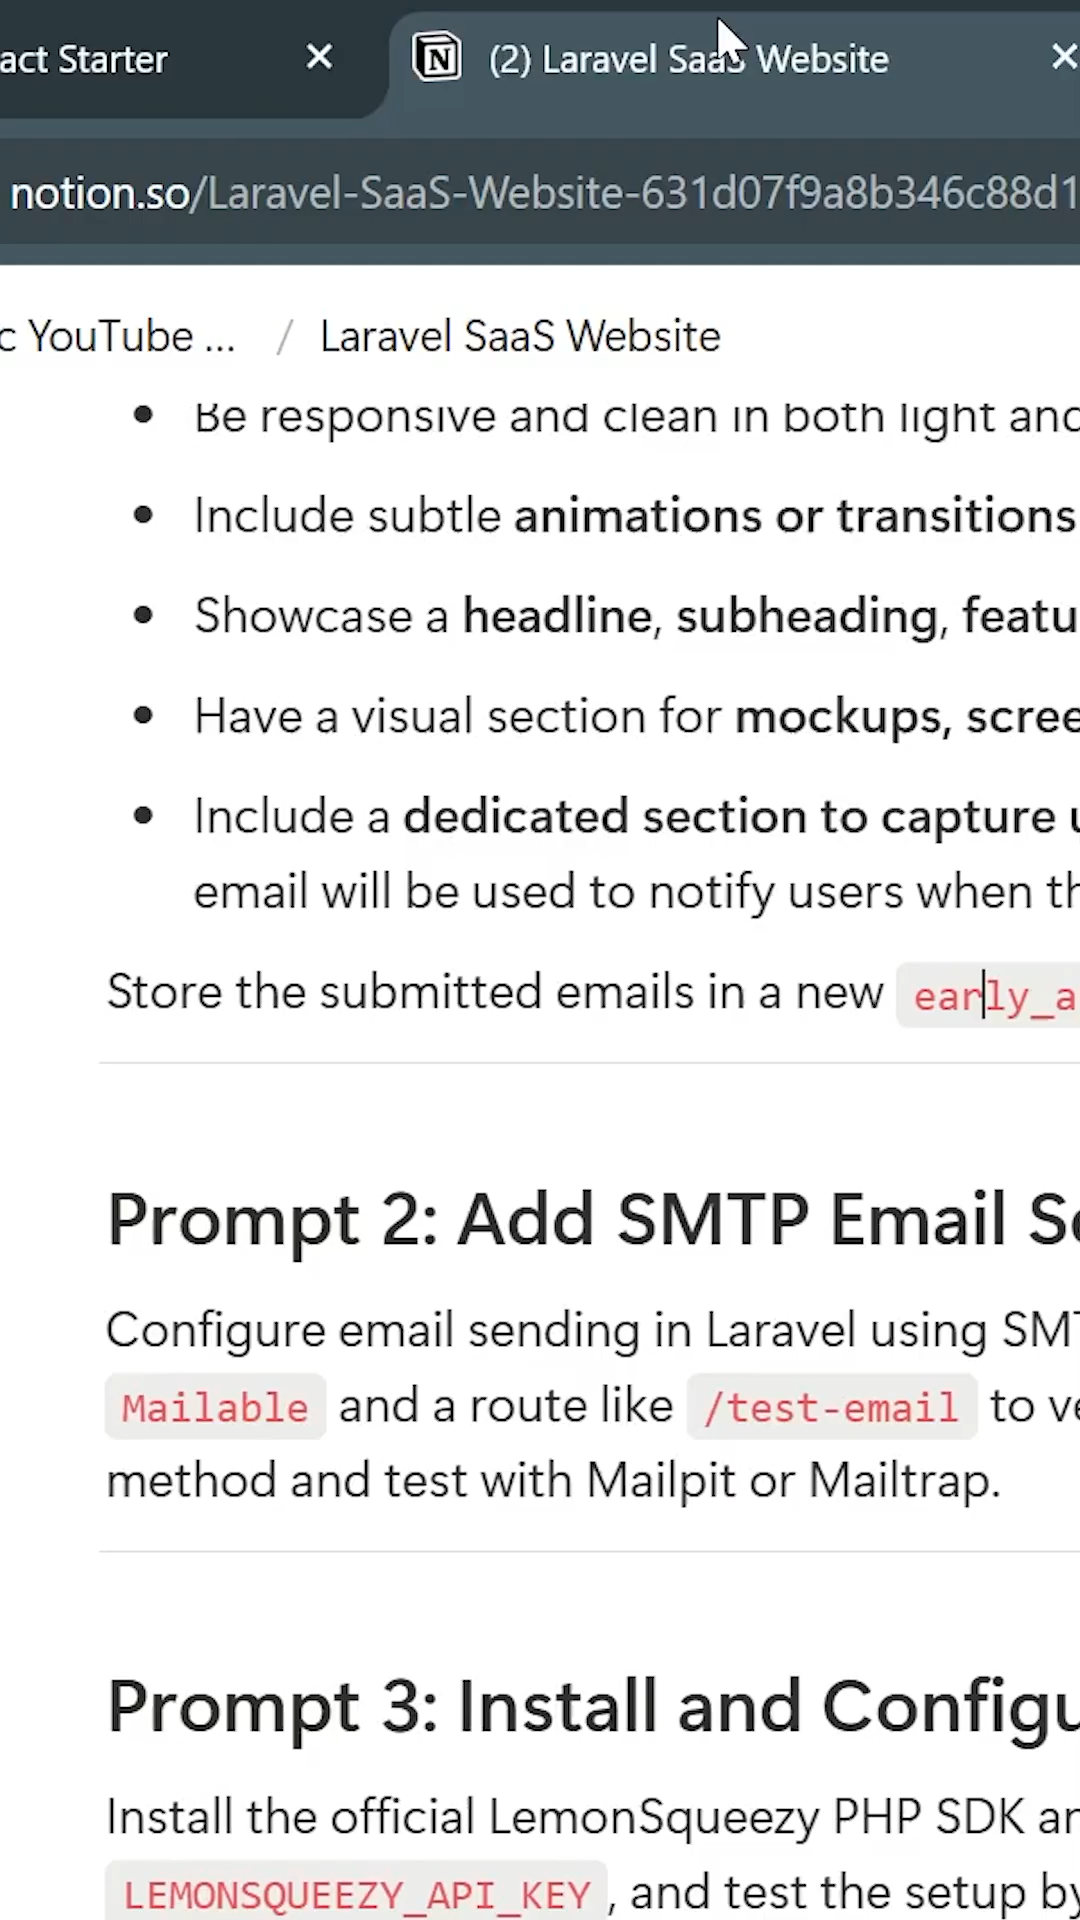 act Starter
(2) Laravel SaaS Website
notion.so/Laravel-SaaS-Website-631d07f9a8b346c88d1
c YouTube ... / Laravel SaaS Website
Be responsive and clean in both light and
Include subtle animations or transitions
Showcase a headline, subheading, featu
Have a visual section for mockups, scree
Include a dedicated section to capture u
email will be used to notify users when th
Store the submitted emails in a new early_a
Prompt 2: Add SMTP Email Se
Configure email sending in Laravel using SMT
Mailable and a route like /test-email to ve
method and test with Mailpit or Mailtrap.
Prompt 3: Install and Configu
Install the official LemonSqueezy PHP SDK an
LEMONSQUEEZY_API_KEY, and test the setup by